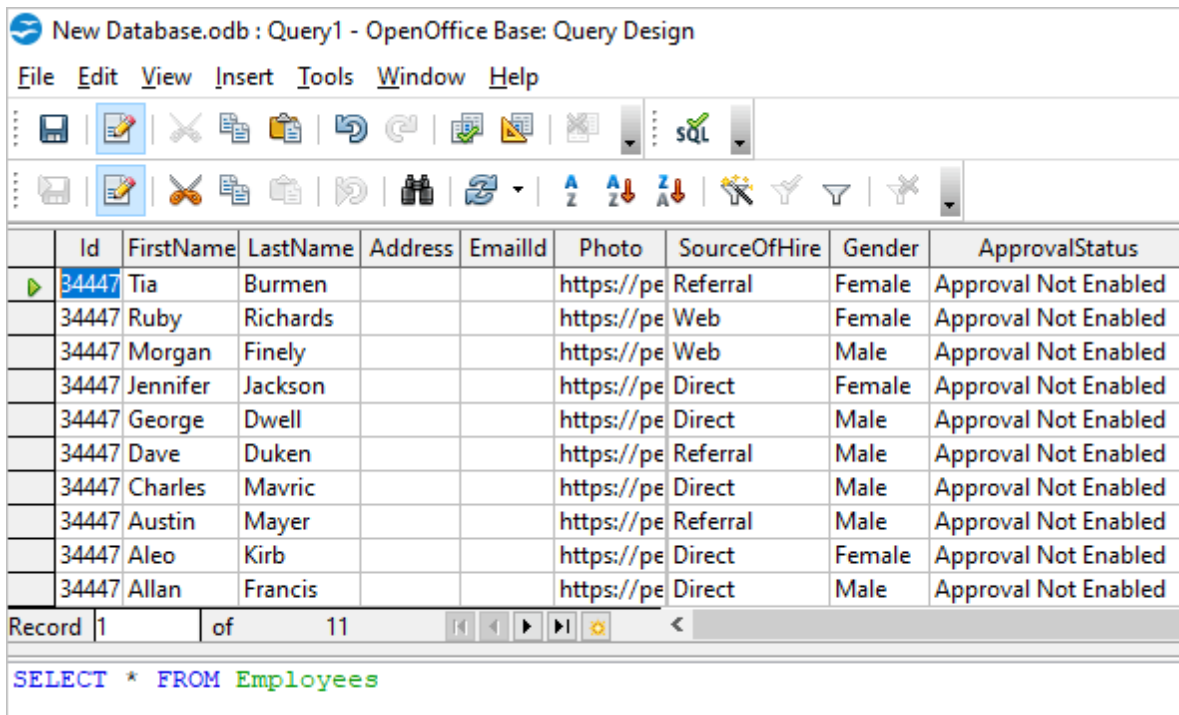 New Database.odb : Query1 - OpenOffice Base: Query Design
File Edit View Insert Tools Window Help
SQL
A Z A Z Z A
Id FirstName LastName Address EmailId Photo SourceOfHire Gender ApprovalStatus
34447 Tia Burmen https://pe Referral Female Approval Not Enabled
34447 Ruby Richards https://pe Web Female Approval Not Enabled
34447 Morgan Finely https://pe Web Male Approval Not Enabled
34447 Jennifer Jackson https://pe Direct Female Approval Not Enabled
34447 George Dwell https://pe Direct Male Approval Not Enabled
34447 Dave Duken https://pe Referral Male Approval Not Enabled
34447 Charles Mavric https://pe Direct Male Approval Not Enabled
34447 Austin Mayer https://pe Referral Male Approval Not Enabled
34447 Aleo Kirb https://pe Direct Female Approval Not Enabled
34447 Allan Francis https://pe Direct Male Approval Not Enabled
Record 1 of 11
SELECT * FROM Employees